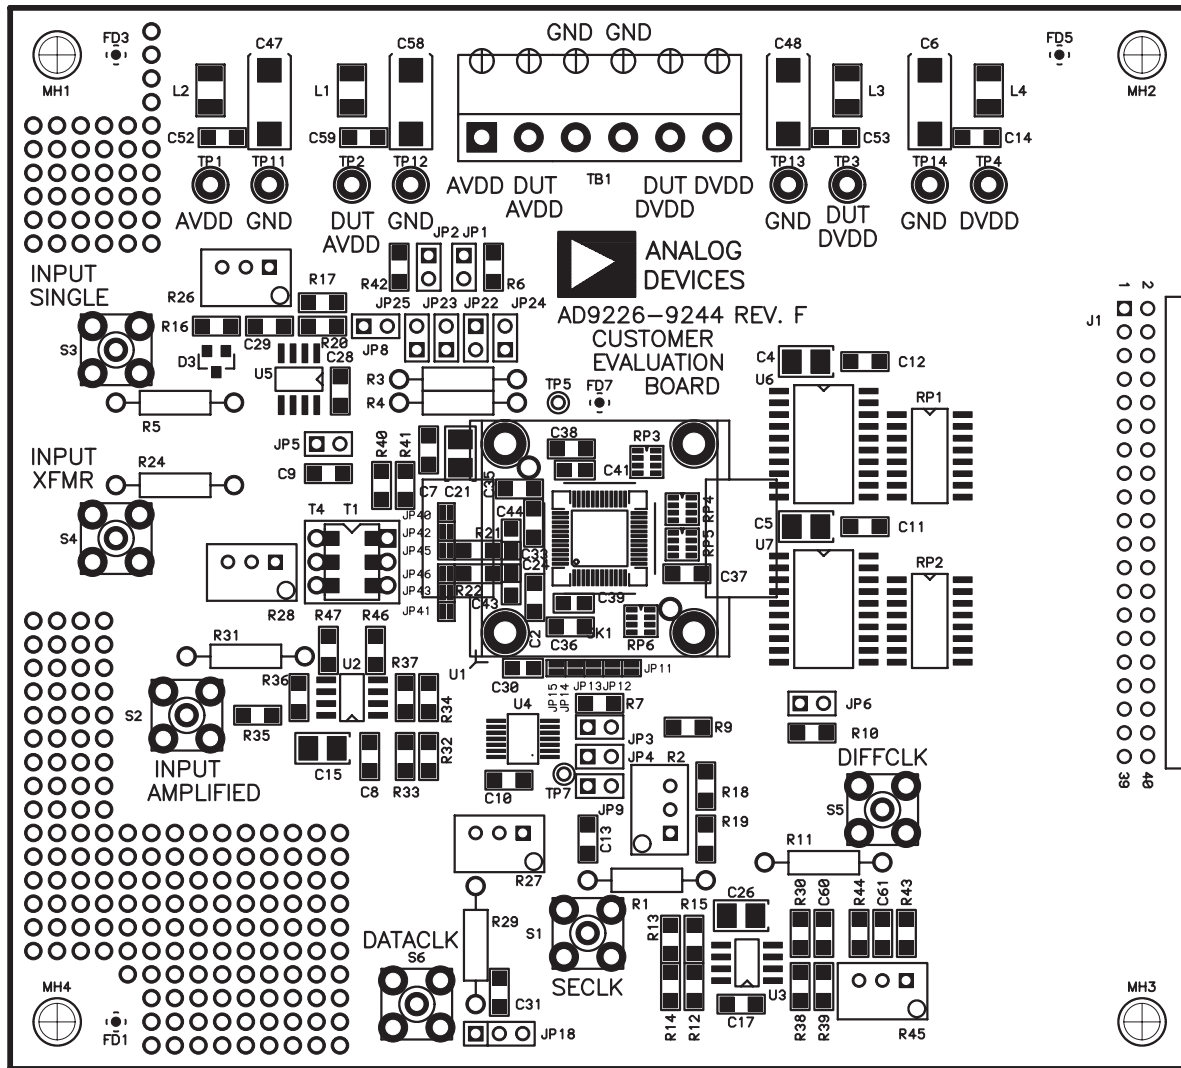 GND GND
FD3
C47
C58
C48
C6
FD5
MH1
L2
L1
L3
L4
MH2
C52
C59
C53
C14
TP1
TP11
TP2
TP12
TB1
TP13
TP3
TP14
TP4
AVDD
GND
DUT
AVDD
GND
AVDD
DUT
AVDD
DUT
DVDD
DVDD
GND
DUT
DVDD
GND
DVDD
JP2
JP1
ANALOG
DEVICES
INPUT
SINGLE
R26
R17
R42
R6
JP25
JP23
JP22
JP24
AD9226-9244 REV. F
CUSTOMER
EVALUATION
BOARD
1
2
J1
S3
R16
C29
R20
JP8
D3
U5
C28
R3
R4
TP5
FD7
C4
U6
C12
RP1
R5
INPUT
XFMR
R24
JP5
C9
R40
R41
C7
C21
C38
C35
C41
RP3
RP4
C5
U7
C11
S4
T4
T1
JP40
JP42
JP45
JP46
JP43
JP41
C44
R21
C33
C24
R22
C43
RP5
C37
RP2
R28
R47
R46
C39
C2
C36
SK1
RP6
R31
U2
R37
U1
C30
JP11
JP15
JP14
JP13
JP12
R36
R34
U4
R7
JP6
S2
R35
JP3
R9
R10
INPUT
AMPLIFIED
C15
C8
R33
R32
C10
JP4
R2
TP7
JP9
R18
DIFFCLK
39
40
S5
R27
C13
R19
R11
R29
R1
R15
C26
R30
C60
R44
C61
R43
DATACLK
S6
S1
R13
SECLK
MH4
FD1
C31
JP18
R14
R12
U3
C17
R38
R39
R45
MH3